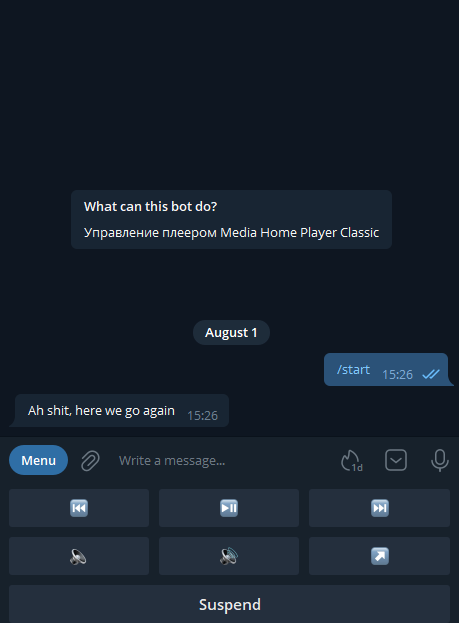 What can this bot do?
Управление плеером Media Home Player Classic
August 1
/start 15:26
Ah shit, here we go again 15:26
Menu Write a message... 1d
Suspend